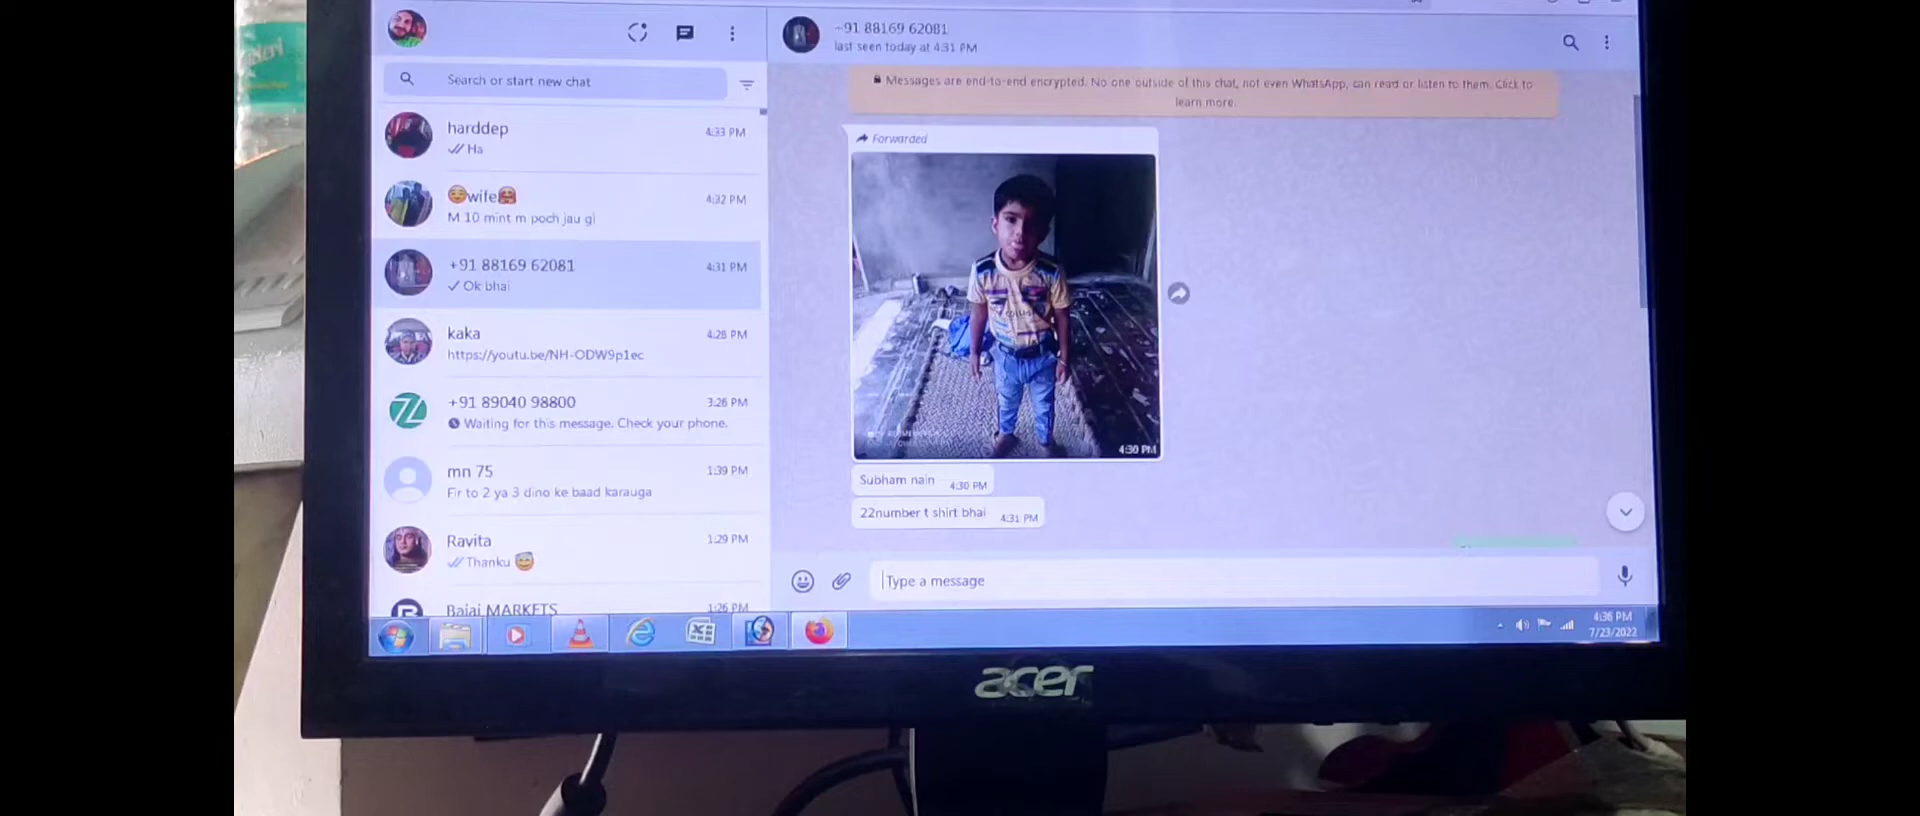 +91 88169 62081
last seen today at 4:31 PM
Search or start new chat
Messages are end-to-end encrypted. No one outside of this chat, not even WhatsApp, can read or listen to them. Click to
learn more.
harddep 4:33 PM
Ha
☺️wife🥰 4:32 PM
M 10 mint m poch jau gi
+91 88169 62081 4:31 PM
Ok bhai
kaka 4:28 PM
https://youtu.be/NH-ODW9p1ec
+91 89040 98800 3:26 PM
Waiting for this message. Check your phone.
mn 75 1:39 PM
Fir to 2 ya 3 dino ke baad karauga
Ravita 1:29 PM
Thanku 😇
Bajaj MARKETS 1:26 PM
Forwarded
4:30 PM
Subham nain 4:30 PM
22number t shirt bhai 4:31 PM
Type a message
4:36 PM
7/23/2022
acer